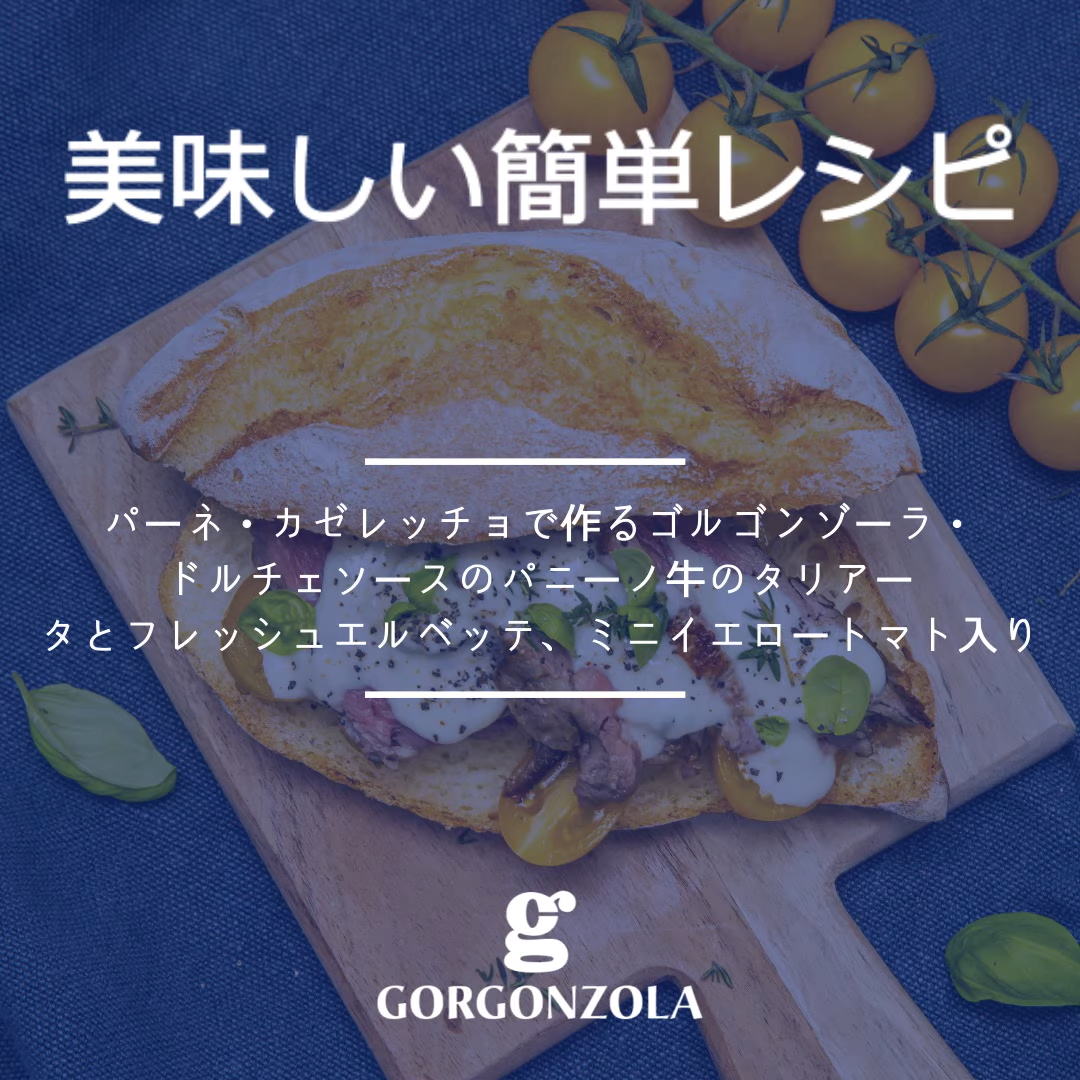 美味しい簡単レシピ
パーネ・カゼレッチョで作るゴルゴンゾーラ・
ドルチェソースのパニーノ牛のタリアー
タとフレッシュエルベッテ、ミニイエロートマト入り
g
GORGONZOLA